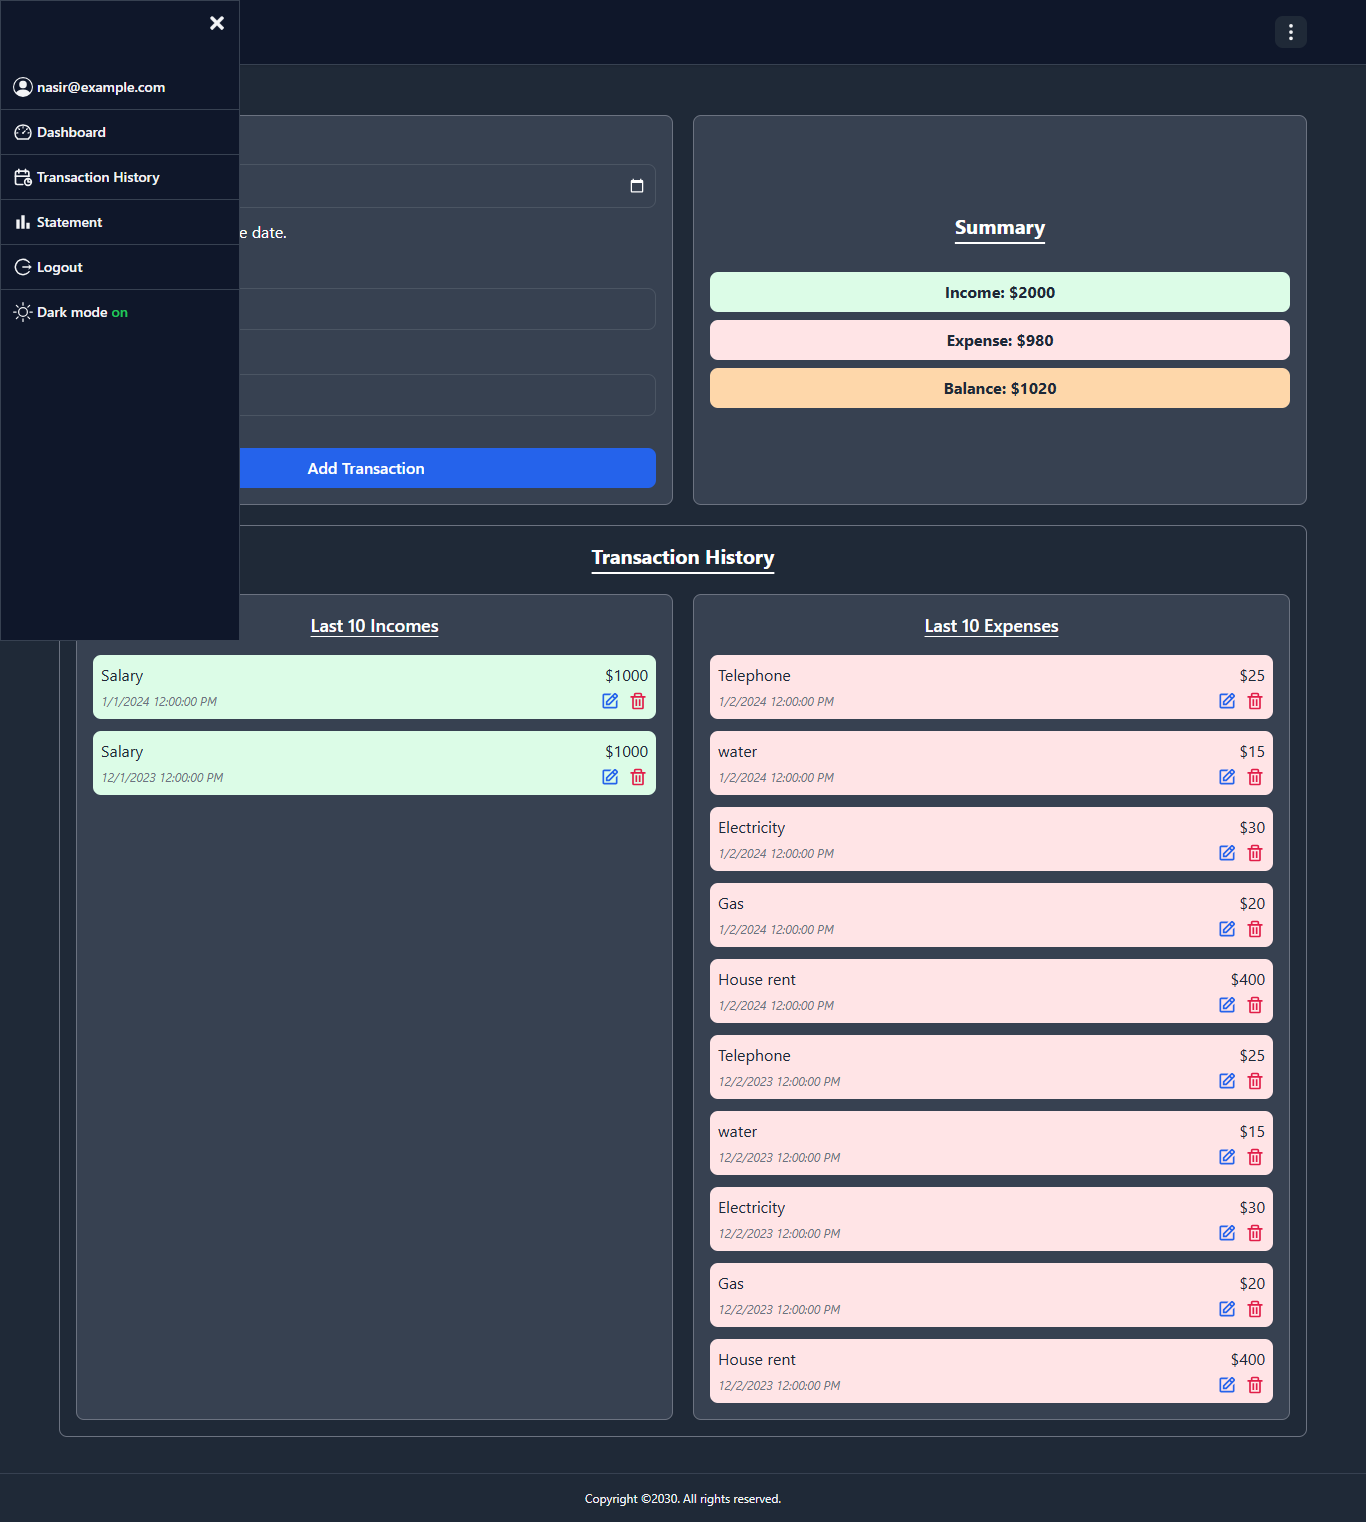 nasir@example.com
Dashboard
Transaction History
Statement
Logout
Dark mode on
e date.
Add Transaction
Summary
Income: $2000
Expense: $980
Balance: $1020
Transaction History
Last 10 Incomes
Salary $1000
1/1/2024 12:00:00 PM
Salary $1000
12/1/2023 12:00:00 PM
Last 10 Expenses
Telephone $25
1/2/2024 12:00:00 PM
water $15
1/2/2024 12:00:00 PM
Electricity $30
1/2/2024 12:00:00 PM
Gas $20
1/2/2024 12:00:00 PM
House rent $400
1/2/2024 12:00:00 PM
Telephone $25
12/2/2023 12:00:00 PM
water $15
12/2/2023 12:00:00 PM
Electricity $30
12/2/2023 12:00:00 PM
Gas $20
12/2/2023 12:00:00 PM
House rent $400
12/2/2023 12:00:00 PM
Copyright ©2030. All rights reserved.